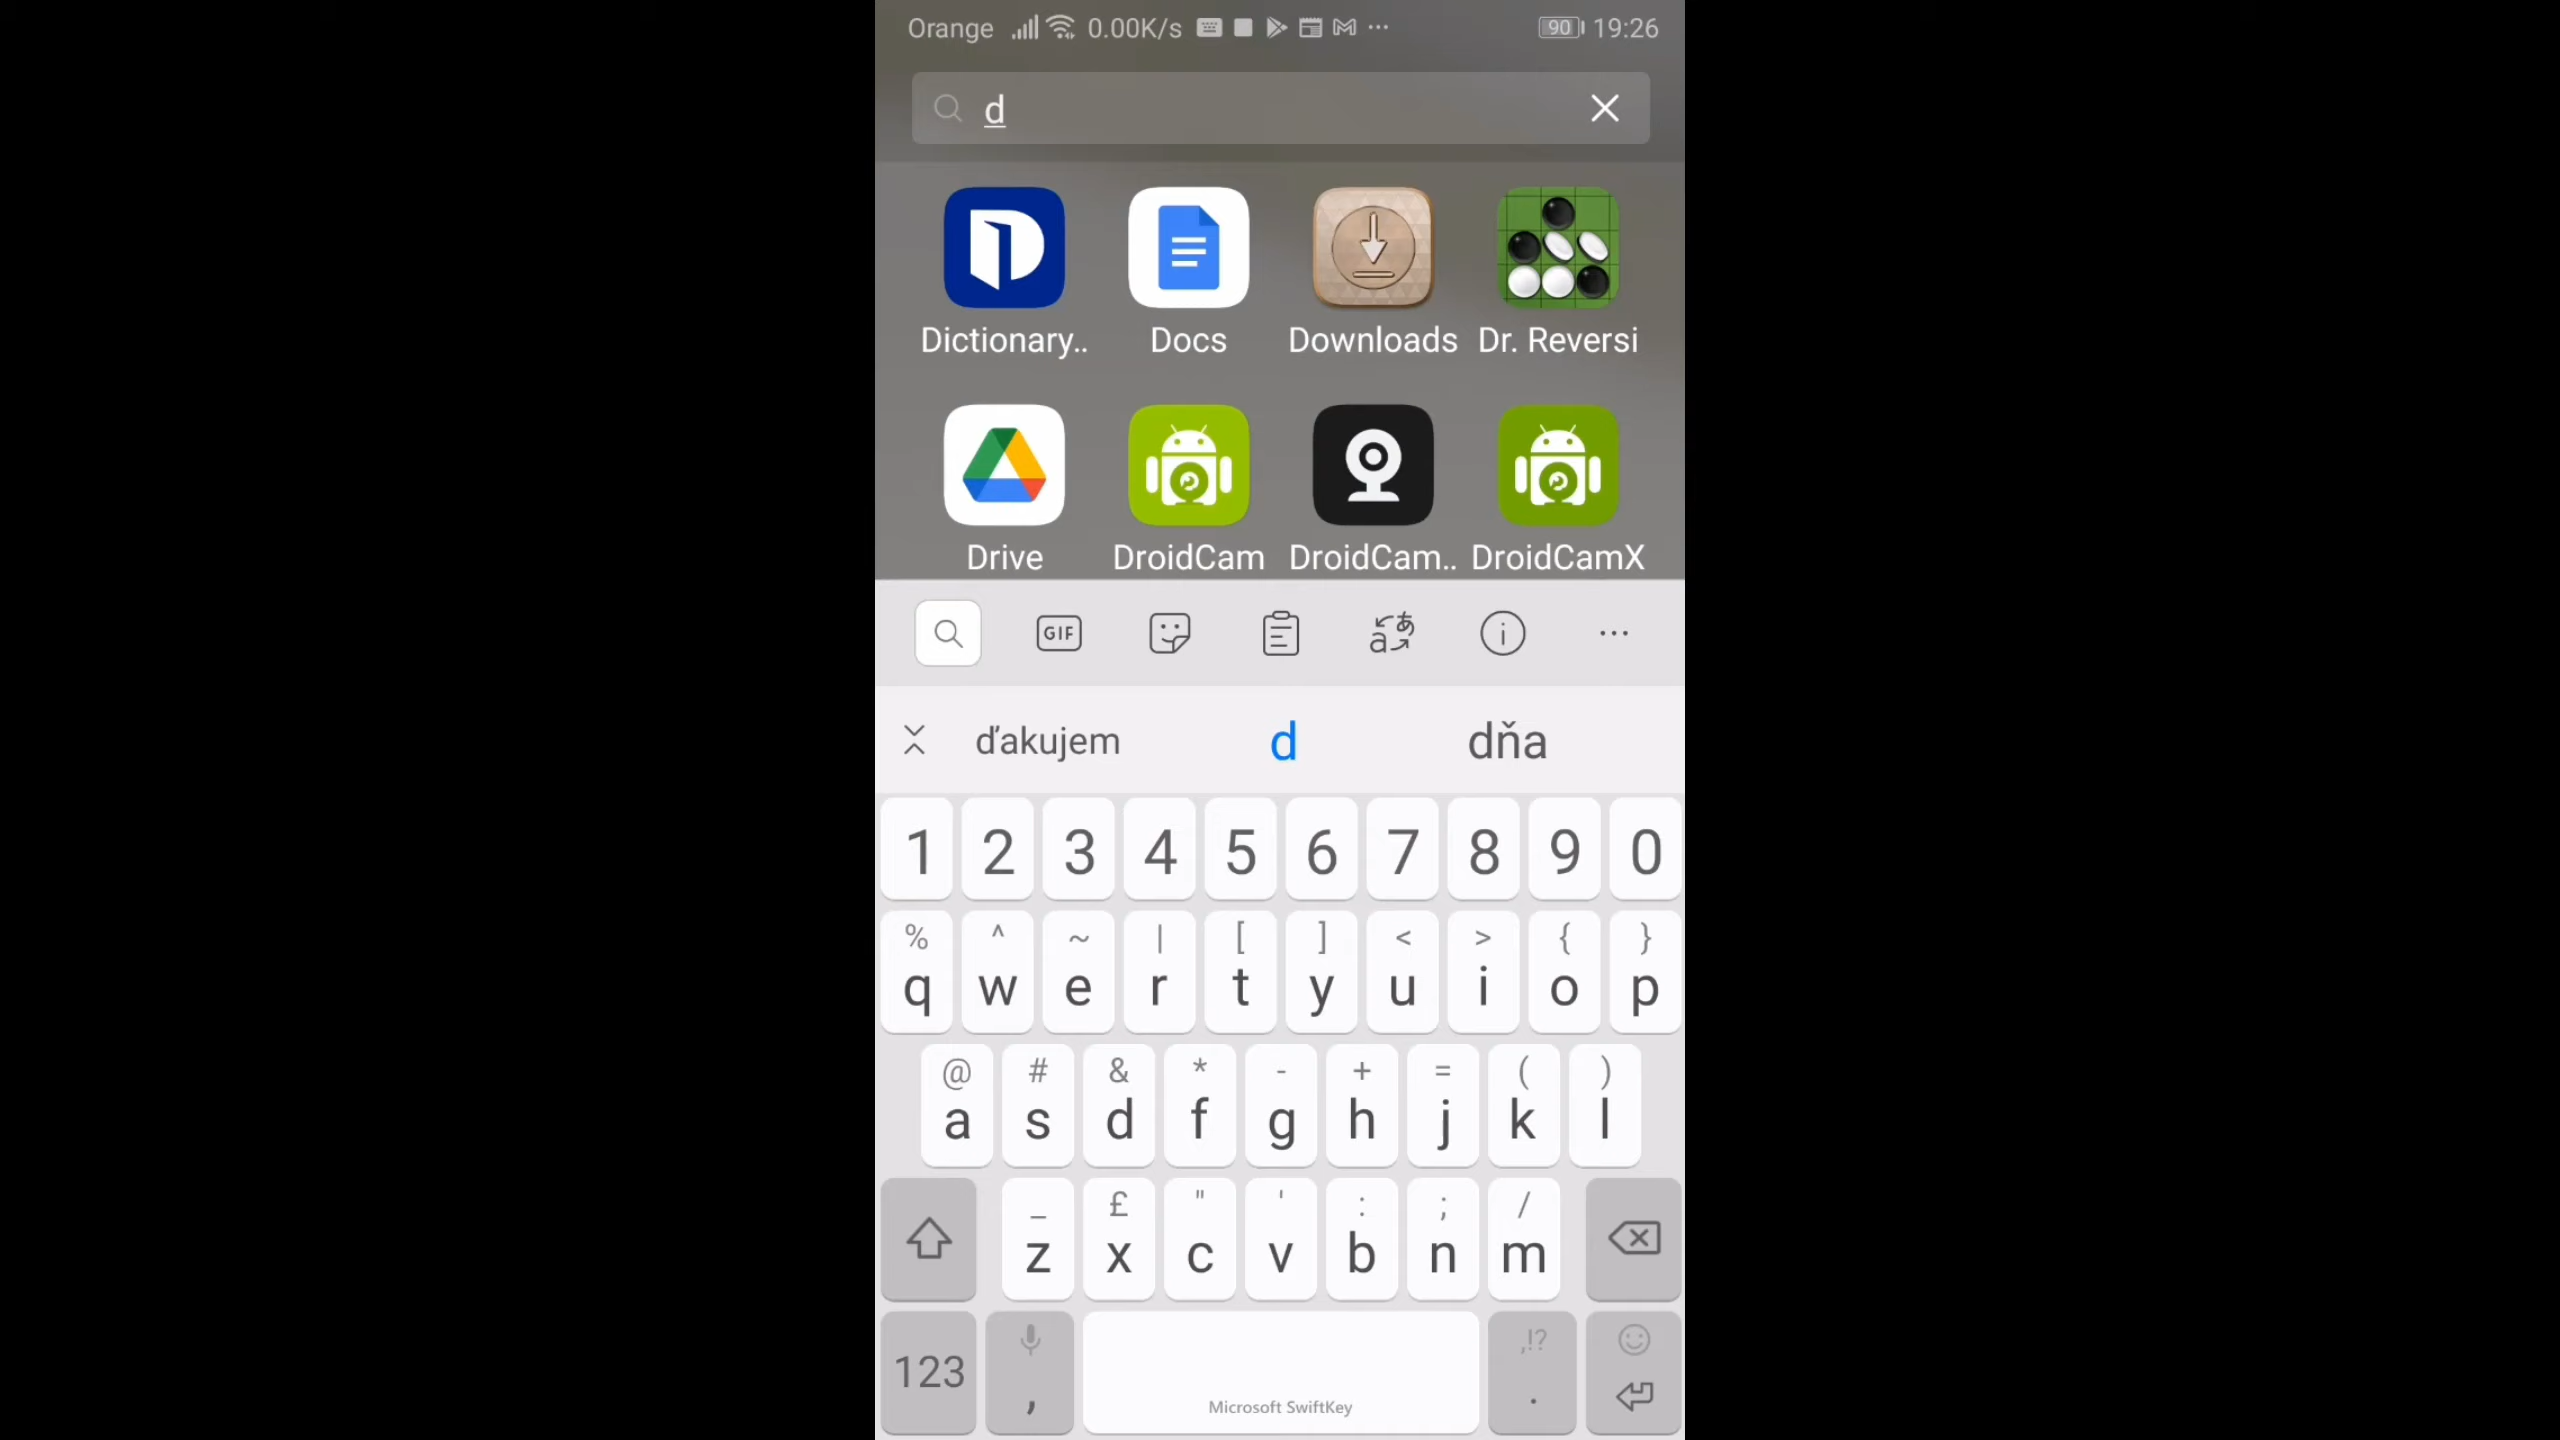 Orange 0.00K/s 90 19:26
d
Dictionary.. Docs Downloads Dr. Reversi
Drive DroidCam DroidCam.. DroidCamX
GIF
ďakujem d dňa
1 2 3 4 5 6 7 8 9 0
% ^ ~ | [ ] < > { }
q w e r t y u i o p
@ # & * - + = ( )
a s d f g h j k l
_ £ " ' : ; /
z x c v b n m
,!?
123 , .
Microsoft SwiftKey